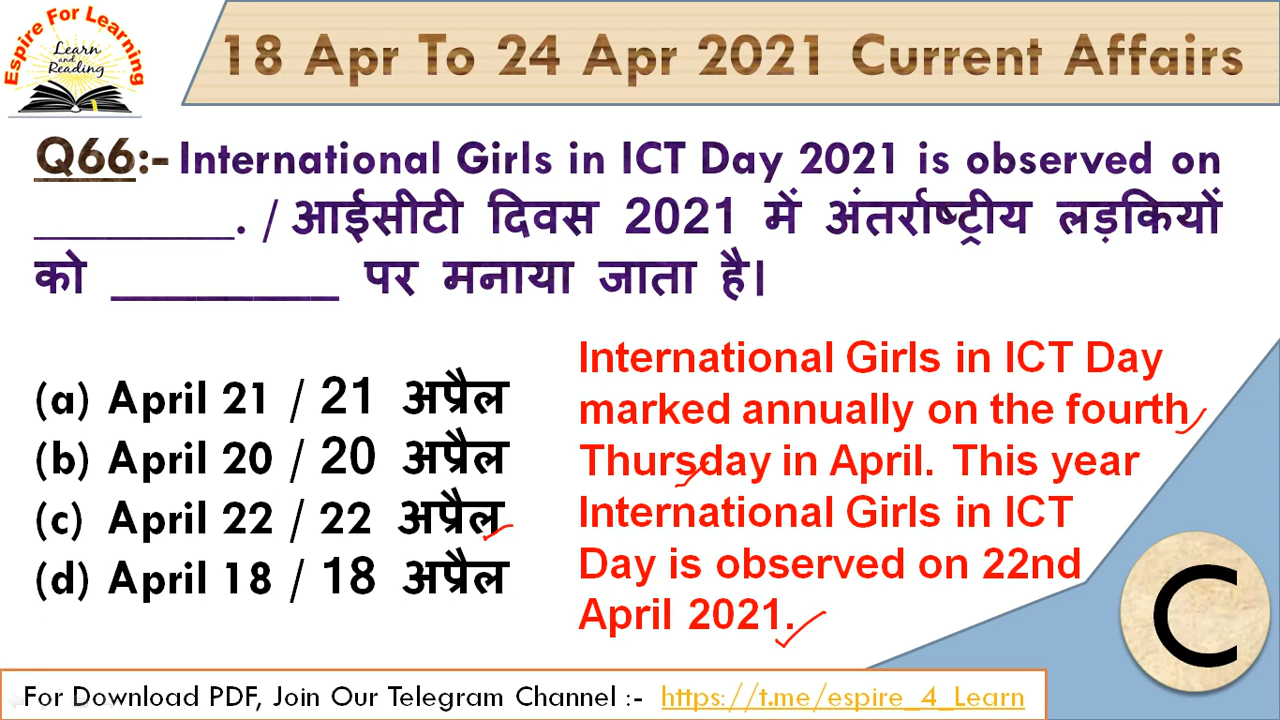 Espire For Learning
Learn
and
Reading
18 Apr To 24 Apr 2021 Current Affairs
Q66:- International Girls in ICT Day 2021 is observed on
__________. / आईसीटी दिवस 2021 में अंतर्राष्ट्रीय लड़कियों
को __________ पर मनाया जाता है।
(a) April 21 / 21 अप्रैल
(b) April 20 / 20 अप्रैल
(c) April 22 / 22 अप्रैल
(d) April 18 / 18 अप्रैल
International Girls in ICT Day
marked annually on the fourth
Thursday in April. This year
International Girls in ICT
Day is observed on 22nd
April 2021.
C
For Download PDF, Join Our Telegram Channel :- https://t.me/espire_4_Learn